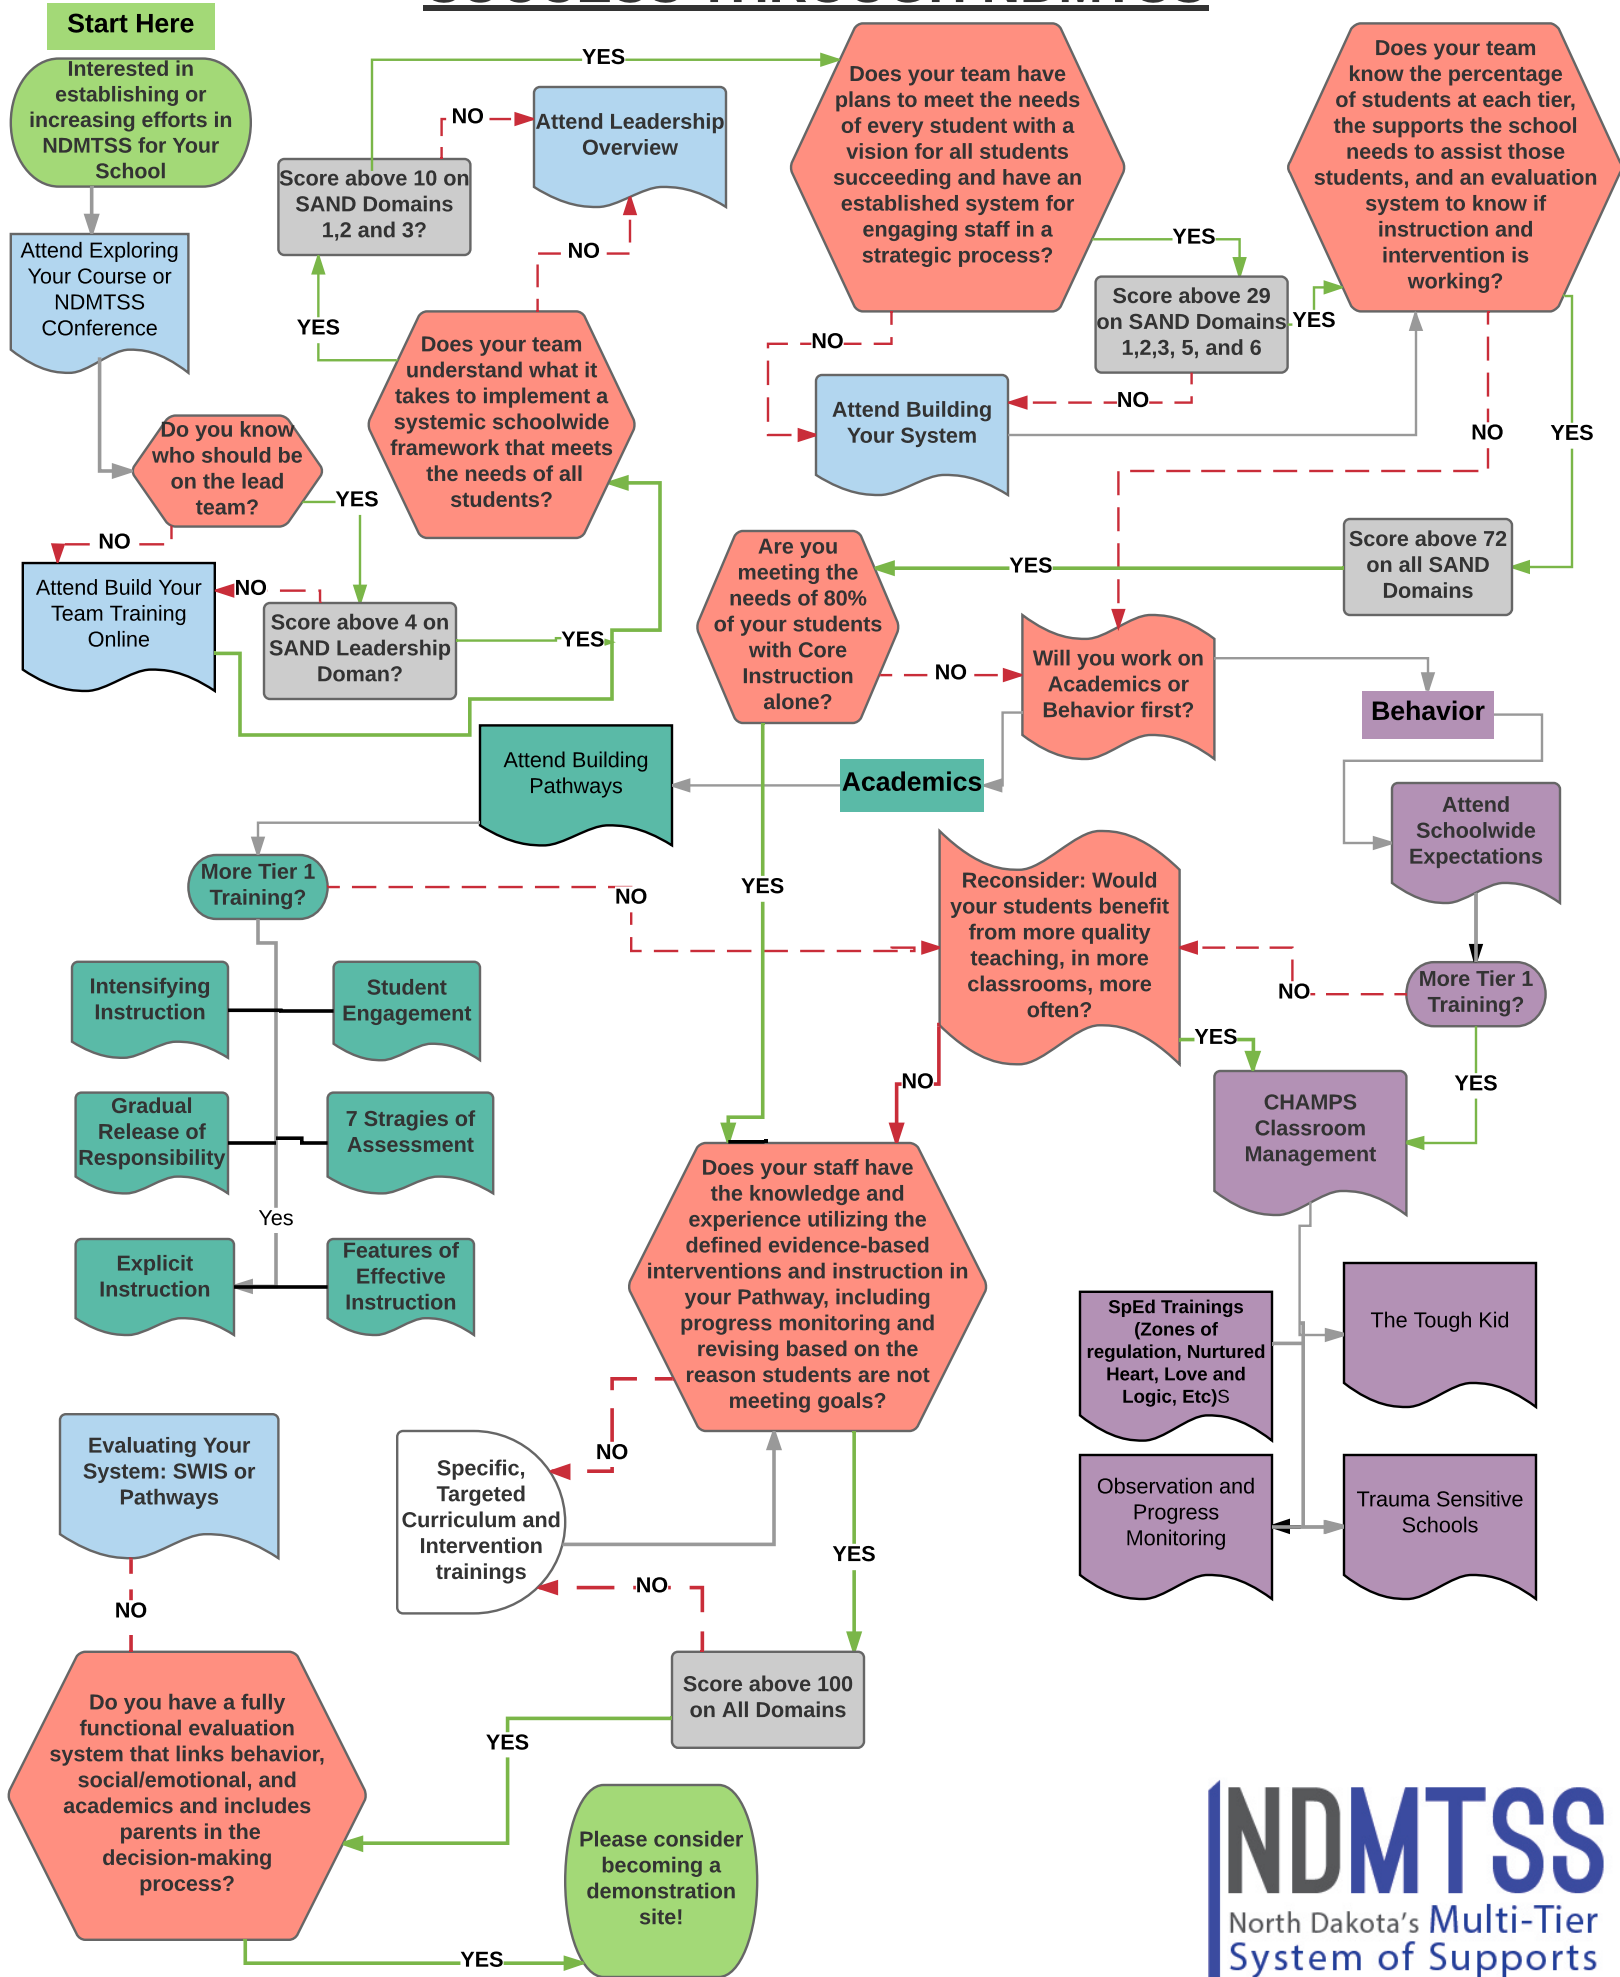 SUCCESS THROUGH NDMTSS
Start Here
Interested in
establishing or
increasing efforts in
NDMTSS for Your
School
Attend Exploring
Your Course or
NDMTSS
COnference
Do you know
who should be
on the lead
team?
YES
NO
Attend Build Your
Team Training
Online
NO
Score above 4 on
SAND Leadership
Doman?
YES
Does your team
understand what it
takes to implement a
systemic schoolwide
framework that meets
the needs of all
students?
YES
NO
Score above 10 on
SAND Domains
1,2 and 3?
NO
Attend Leadership
Overview
YES
Does your team have
plans to meet the needs
of every student with a
vision for all students
succeeding and have an
established system for
engaging staff in a
strategic process?
YES
NO
Score above 29
on SAND Domains
1,2,3, 5, and 6
YES
NO
Attend Building
Your System
Does your team
know the percentage
of students at each tier,
the supports the school
needs to assist those
students, and an evaluation
system to know if
instruction and
intervention is
working?
NO
YES
Score above 72
on all SAND
Domains
YES
Are you
meeting the
needs of 80%
of your students
with Core
Instruction
alone?
NO
YES
Will you work on
Academics or
Behavior first?
Behavior
Academics
Attend Building
Pathways
Attend
Schoolwide
Expectations
More Tier 1
Training?
NO
Reconsider: Would
your students benefit
from more quality
teaching, in more
classrooms, more
often?
NO
More Tier 1
Training?
YES
YES
NO
Intensifying
Instruction
Student
Engagement
Gradual
Release of
Responsibility
7 Stragies of
Assessment
Yes
Explicit
Instruction
Features of
Effective
Instruction
CHAMPS
Classroom
Management
Does your staff have
the knowledge and
experience utilizing the
defined evidence-based
interventions and instruction in
your Pathway, including
progress monitoring and
revising based on the
reason students are not
meeting goals?
SpEd Trainings
(Zones of
regulation, Nurtured
Heart, Love and
Logic, Etc)S
The Tough Kid
Observation and
Progress
Monitoring
Trauma Sensitive
Schools
NO
Specific,
Targeted
Curriculum and
Intervention
trainings
YES
NO
Score above 100
on All Domains
YES
Evaluating Your
System: SWIS or
Pathways
NO
Do you have a fully
functional evaluation
system that links behavior,
social/emotional, and
academics and includes
parents in the
decision-making
process?
YES
Please consider
becoming a
demonstration
site!
NDMTSS
North Dakota's Multi-Tier
System of Supports